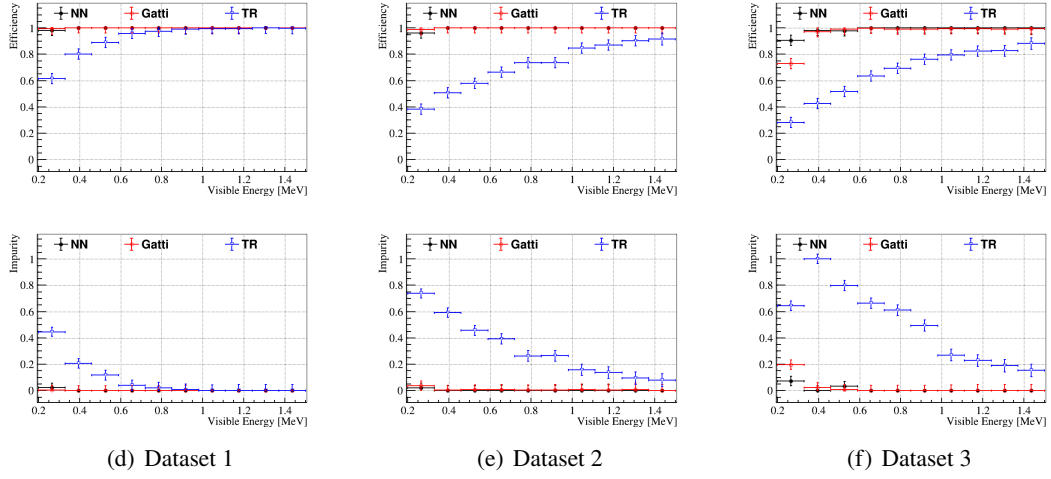 NN Gatti TR
Efficiency
1
0.8
0.6
0.4
0.2
0
0.2 0.4 0.6 0.8 1 1.2 1.4
Visible Energy [MeV]
NN Gatti TR
Efficiency
1
0.8
0.6
0.4
0.2
0
0.2 0.4 0.6 0.8 1 1.2 1.4
Visible Energy [MeV]
NN Gatti TR
Efficiency
1
0.8
0.6
0.4
0.2
0
0.2 0.4 0.6 0.8 1 1.2 1.4
Visible Energy [MeV]
NN Gatti TR
Impurity
1
0.8
0.6
0.4
0.2
0
0.2 0.4 0.6 0.8 1 1.2 1.4
Visible Energy [MeV]
NN Gatti TR
Impurity
1
0.8
0.6
0.4
0.2
0
0.2 0.4 0.6 0.8 1 1.2 1.4
Visible Energy [MeV]
NN Gatti TR
Impurity
1
0.8
0.6
0.4
0.2
0
0.2 0.4 0.6 0.8 1 1.2 1.4
Visible Energy [MeV]
(d) Dataset 1
(e) Dataset 2
(f) Dataset 3